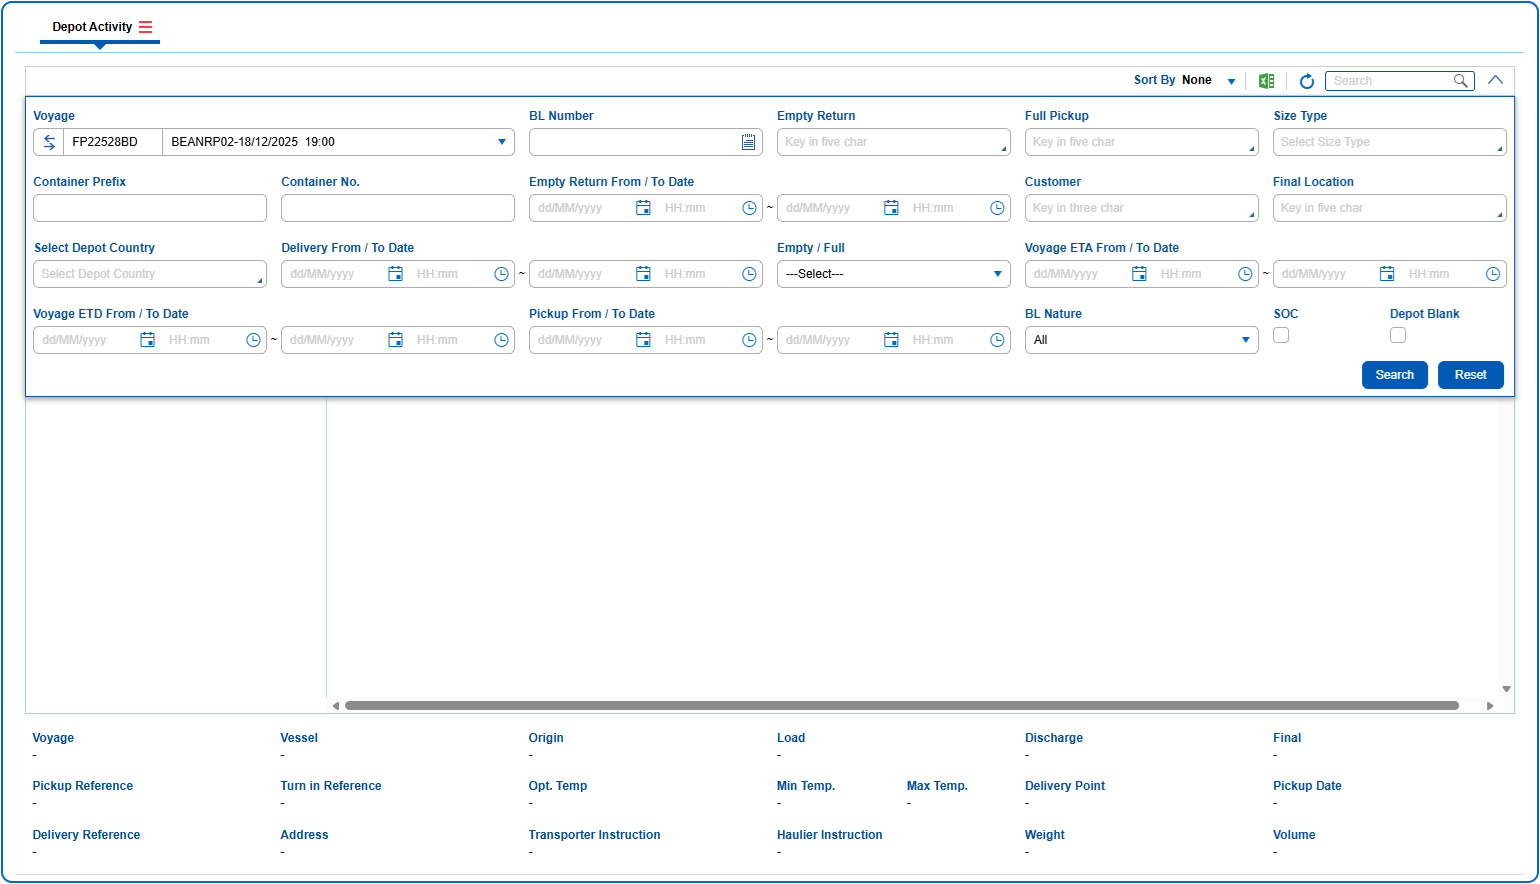 Depot Activity
Sort By None Search
Voyage BL Number Empty Return Full Pickup Size Type
FP22528BD BEANRP02-18/12/2025 19:00 Key in five char Key in five char Select Size Type
Container Prefix Container No. Empty Return From / To Date Customer Final Location
dd/MM/yyyy HH:mm ~ dd/MM/yyyy HH:mm Key in three char Key in five char
Select Depot Country Delivery From / To Date Empty / Full Voyage ETA From / To Date
Select Depot Country dd/MM/yyyy HH:mm ~ dd/MM/yyyy HH:mm ---Select--- dd/MM/yyyy HH:mm ~ dd/MM/yyyy HH:mm
Voyage ETD From / To Date Pickup From / To Date BL Nature SOC Depot Blank
dd/MM/yyyy HH:mm ~ dd/MM/yyyy HH:mm dd/MM/yyyy HH:mm ~ dd/MM/yyyy HH:mm All
Search Reset
Voyage Vessel Origin Load Discharge Final
- - - - - -
Pickup Reference Turn in Reference Opt. Temp Min Temp. Max Temp. Delivery Point Pickup Date
- - - - - - -
Delivery Reference Address Transporter Instruction Haulier Instruction Weight Volume
- - - - - -